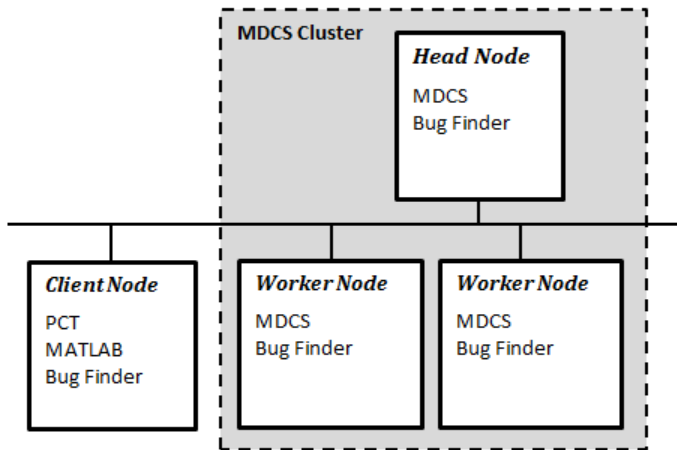 MDCS Cluster
Head Node
MDCS
Bug Finder
Client Node
PCT
MATLAB
Bug Finder
Worker Node
MDCS
Bug Finder
Worker Node
MDCS
Bug Finder